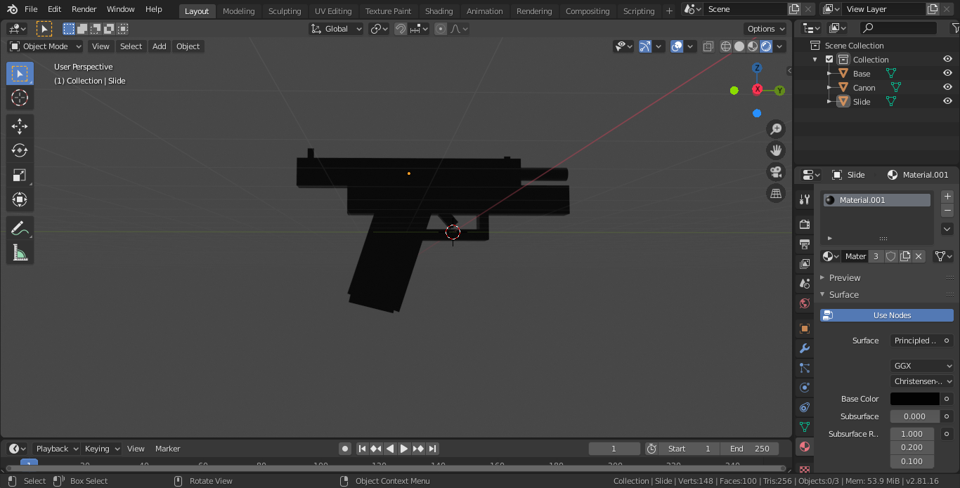 File Edit Render Window Help Layout Modeling Sculpting UV Editing Texture Paint Shading Animation Rendering Compositing Scripting + Scene View Layer
Global Options
Object Mode View Select Add Object
User Perspective
(1) Collection | Slide
Z
X
Y
Scene Collection
Collection
Base
Canon
Slide
Slide Material.001
Material.001
Mater 3
Preview
Surface
Use Nodes
Surface Principled ..
GGX
Christensen-..
Base Color
Subsurface 0.000
Subsurface R.. 1.000
0.200
0.100
Playback Keying View Marker 1 Start 1 End 250
1
Select Box Select Rotate View Object Context Menu Collection | Slide | Verts:148 | Faces:100 | Tris:256 | Objects:0/3 | Mem: 53.9 MiB | v2.81.16